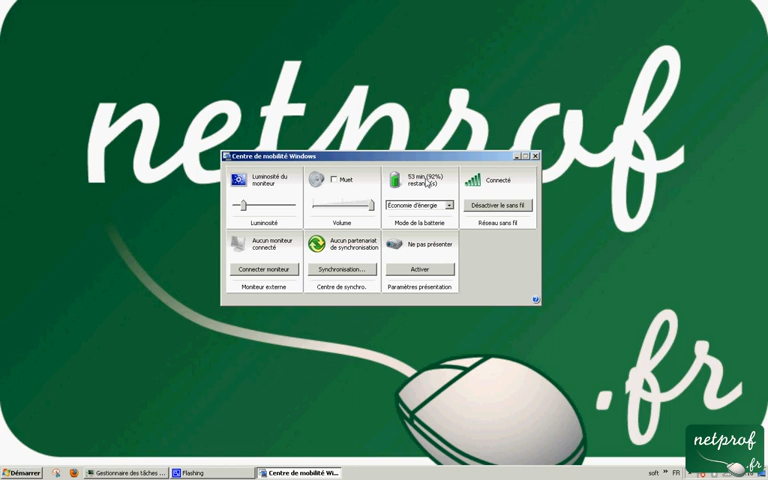 netprof
.fr
Centre de mobilité Windows
Luminosité du
moniteur
Luminosité
Muet
Volume
53 min (92%)
restant(s)
Économie d'énergie
Mode de la batterie
Connecté
Désactiver le sans fil
Réseau sans fil
Aucun moniteur
connecté
Connecter moniteur
Moniteur externe
Aucun partenariat
de synchronisation
Synchronisation...
Centre de synchro.
Ne pas présenter
Activer
Paramètres présentation
netprof
.fr
Démarrer
Gestionnaire des tâches ...
Flashing
Centre de mobilité Wi...
soft
»
FR